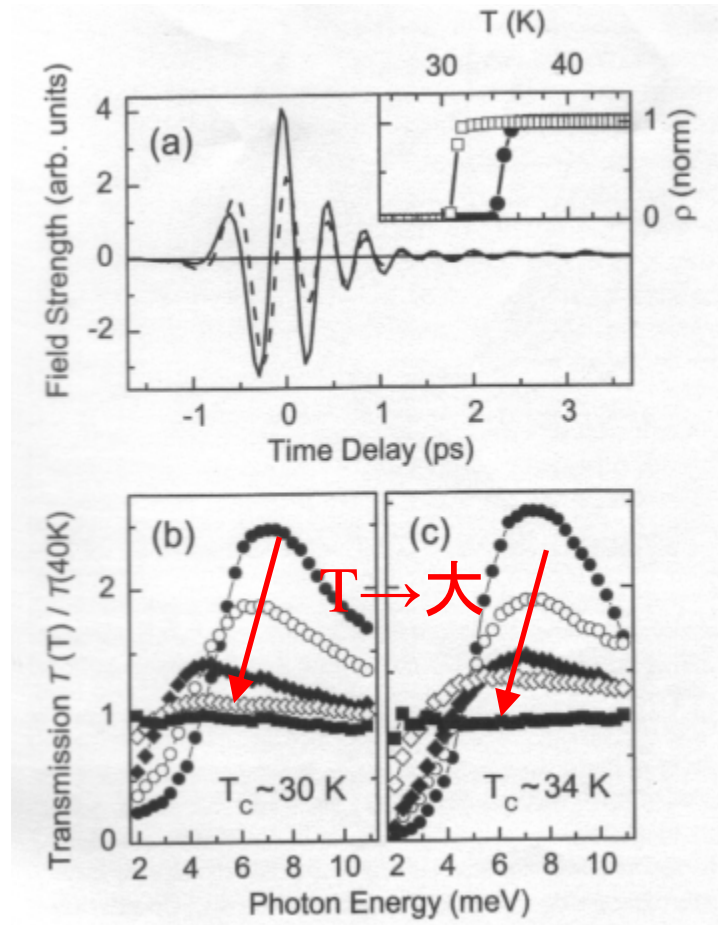 T (K)
30 40
Field Strength (arb. units)
4
2
0
-2
(a)
1
0
ρ (norm)
-1 0 1 2 3
Time Delay (ps)
Transmission T (T) / T(40K)
2
1
0
(b)
(c)
T→大
T_C~30 K
T_C~34 K
2 4 6 8 10
2 4 6 8 10
Photon Energy (meV)